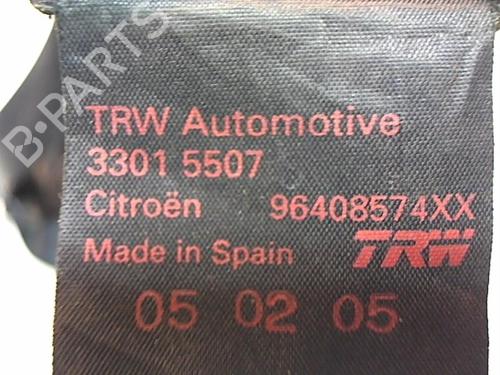 B-PARTS
TRW Automotive
3301 5507
Citroën 96408574XX
Made in Spain TRW
05 02 05